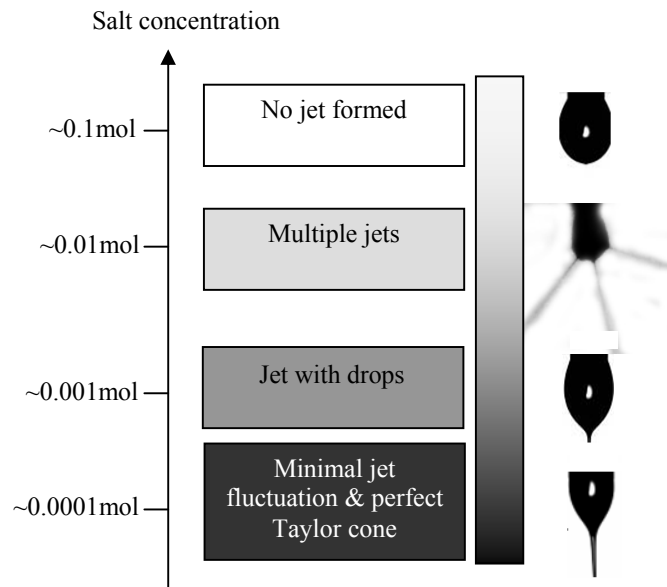 Salt concentration
~0.1mol
No jet formed
~0.01mol
Multiple jets
~0.001mol
Jet with drops
~0.0001mol
Minimal jet
fluctuation & perfect
Taylor cone